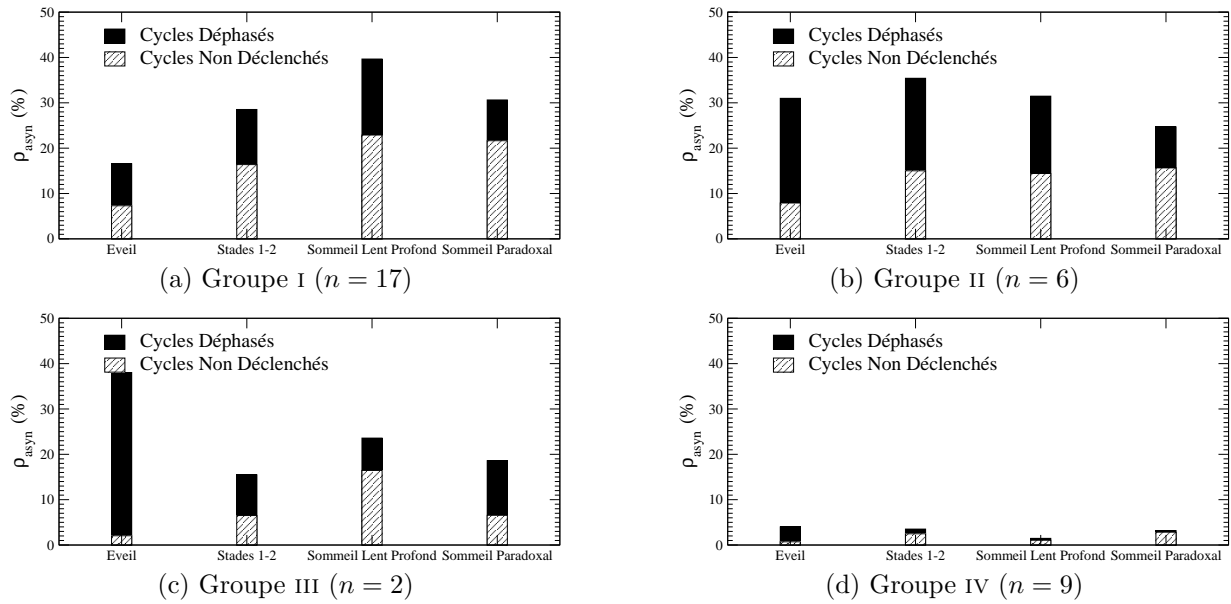 50
40
30
20
10
0
ρasyn (%)
Cycles Déphasés
Cycles Non Déclenchés
Eveil
Stades 1-2
Sommeil Lent Profond
Sommeil Paradoxal
(a) Groupe I (n = 17)
50
40
30
20
10
0
ρasyn (%)
Cycles Déphasés
Cycles Non Déclenchés
Eveil
Stades 1-2
Sommeil Lent Profond
Sommeil Paradoxal
(b) Groupe II (n = 6)
50
40
30
20
10
0
ρasyn (%)
Cycles Déphasés
Cycles Non Déclenchés
Eveil
Stades 1-2
Sommeil Lent Profond
Sommeil Paradoxal
(c) Groupe III (n = 2)
50
40
30
20
10
0
ρasyn (%)
Cycles Déphasés
Cycles Non Déclenchés
Eveil
Stades 1-2
Sommeil Lent Profond
Sommeil Paradoxal
(d) Groupe IV (n = 9)